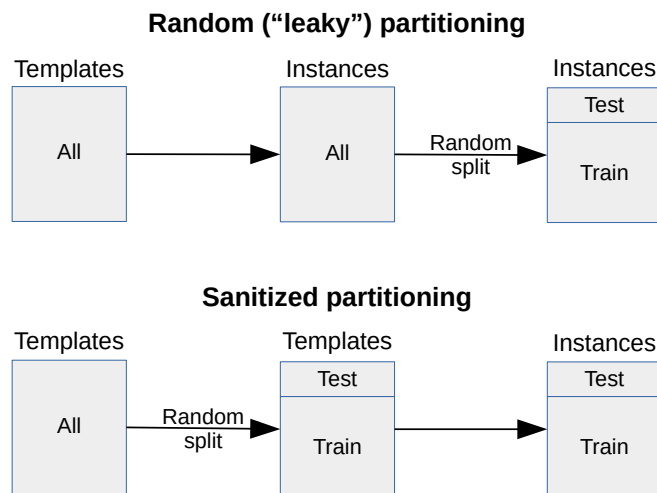 Random (“leaky”) partitioning
Templates
Instances
Instances
All
All
Random
split
Test
Train
Sanitized partitioning
Templates
Templates
Instances
All
Random
split
Test
Train
Test
Train